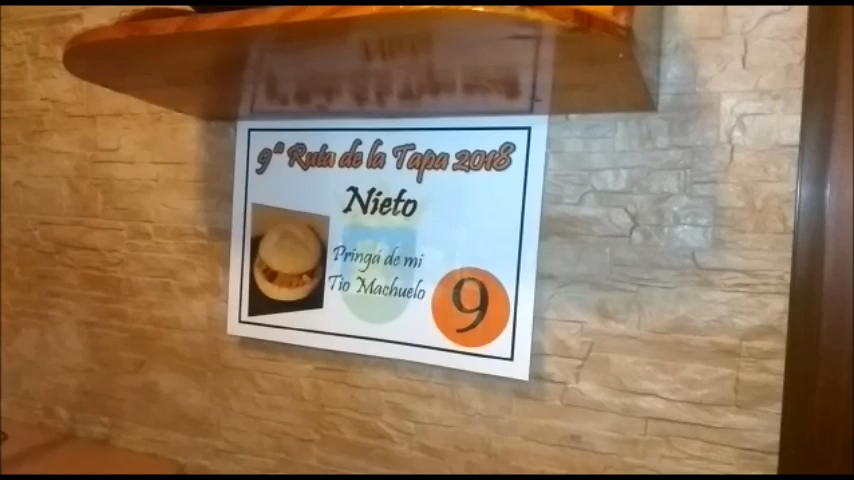 9ª Ruta de la Tapa 2018
Nieto
Pringá de mi
Tio Machuelo
9